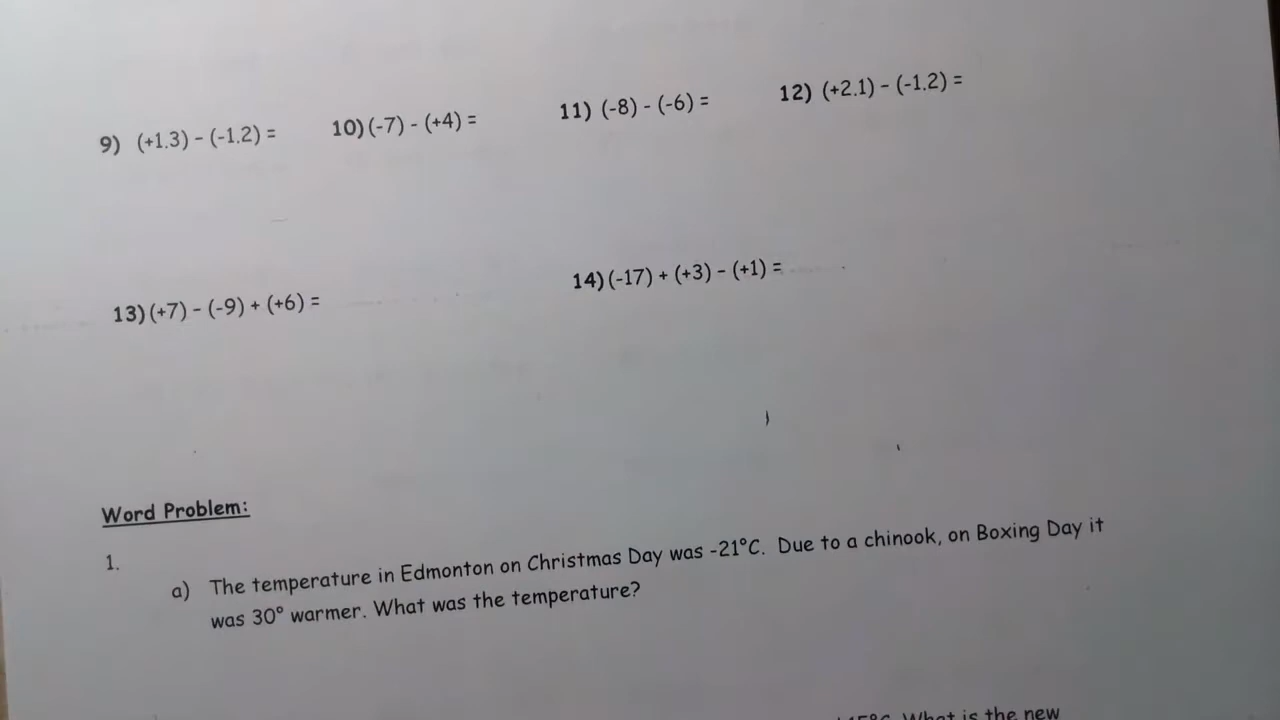 9) (+1.3) - (-1.2) = 10) (-7) - (+4) = 11) (-8) - (-6) = 12) (+2.1) - (-1.2) =
13) (+7) - (-9) + (+6) = 14) (-17) + (+3) - (+1) =
Word Problem:
1.
a) The temperature in Edmonton on Christmas Day was -21°C. Due to a chinook, on Boxing Day it
was 30° warmer. What was the temperature?
What is the new